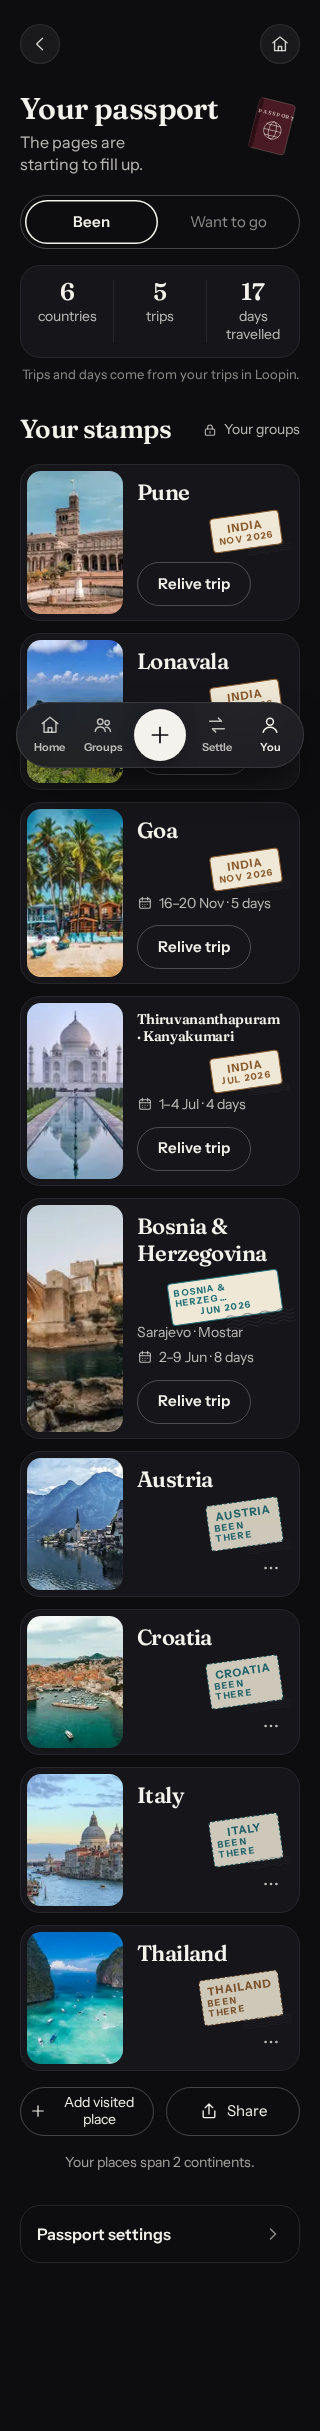 Your passport
PASSPORT
The pages are
starting to fill up.
Been
Want to go
6
countries
5
trips
17
days
travelled
Trips and days come from your trips in Loopin.
Your stamps
Your groups
Pune
INDIA
NOV 2026
Relive trip
Lonavala
INDIA
Home
Groups
Settle
You
Goa
INDIA
NOV 2026
16–20 Nov · 5 days
Relive trip
Thiruvananthapuram
· Kanyakumari
INDIA
JUL 2026
1–4 Jul · 4 days
Relive trip
Bosnia &
Herzegovina
BOSNIA &
HERZEG…
JUN 2026
Sarajevo · Mostar
2–9 Jun · 8 days
Relive trip
Austria
AUSTRIA
BEEN
THERE
Croatia
CROATIA
BEEN
THERE
Italy
ITALY
BEEN
THERE
Thailand
THAILAND
BEEN
THERE
Add visited
place
Share
Your places span 2 continents.
Passport settings